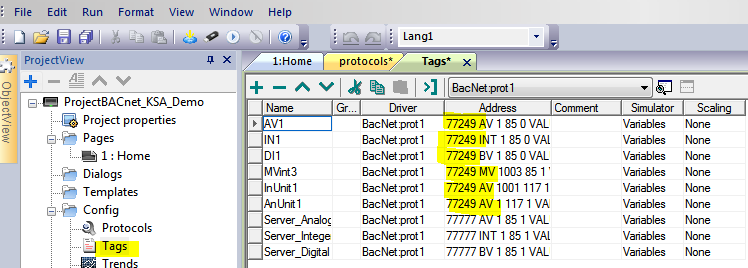 File Run Format Help
Lang1
ProjectView
ObjectView
ProjectBACnet_KSA_Demo
Project properties
Pages
1 : Home
Dialogs
Templates
Config
Protocols
Tags
Trends
1:Home protocols* Tags*
BacNet:prot1
Name Gr... Driver Address Comment Simulator Scaling
AV1 BacNet:prot1 77249 AV 1 85 0 VAL Variables None
IN1 BacNet:prot1 77249 INT 1 85 0 VAL Variables None
DI1 BacNet:prot1 77249 BV 1 85 0 VAL Variables None
MVint3 BacNet:prot1 77249 MV 1003 85 1 Variables None
InUnit1 BacNet:prot1 77249 AV 1001 117 1 Variables None
AnUnit1 BacNet:prot1 77249 AV 1 117 1 VAL Variables None
Server_Analog BacNet:prot1 77777 AV 1 85 1 VAL Variables None
Server_Integer BacNet:prot1 77777 INT 1 85 1 VAL Variables None
Server_Digital BacNet:prot1 77777 BV 1 85 1 VAL Variables None